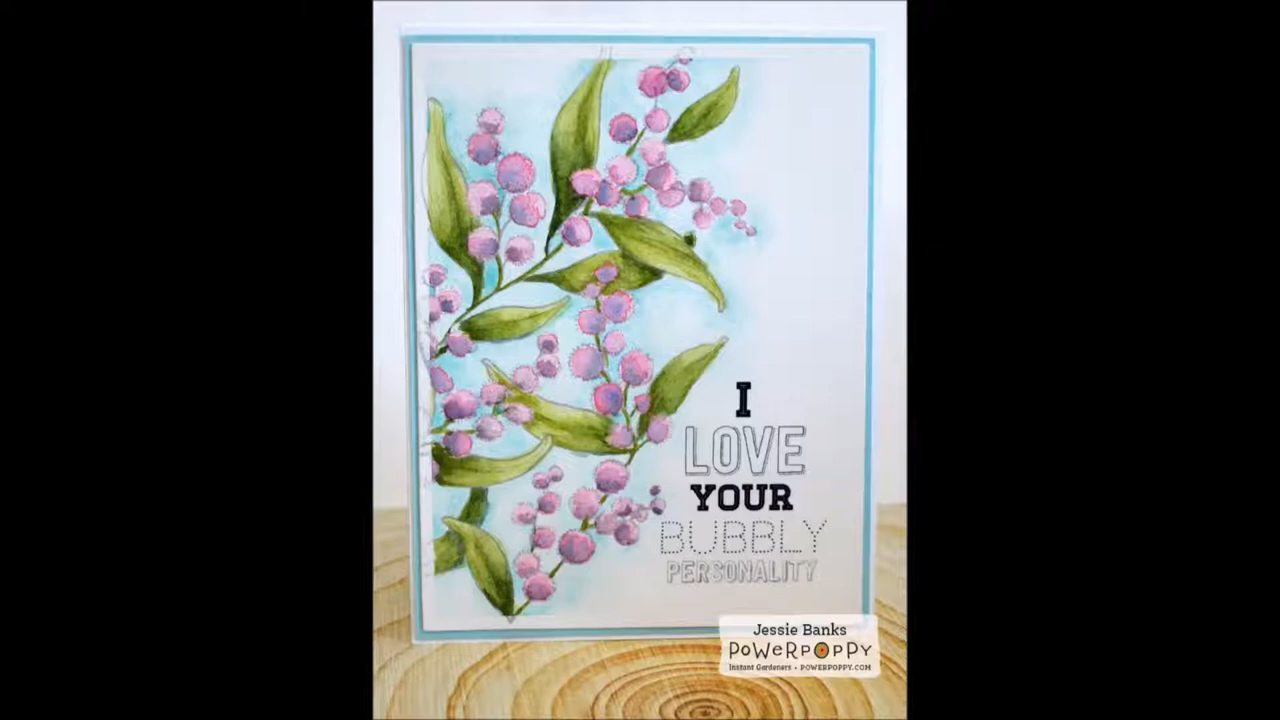 I
LOVE
YOUR
BUBBLY
PERSONALITY
Jessie Banks
POWERPOPPY
Instant Gardeners • POWERPOPPY.COM